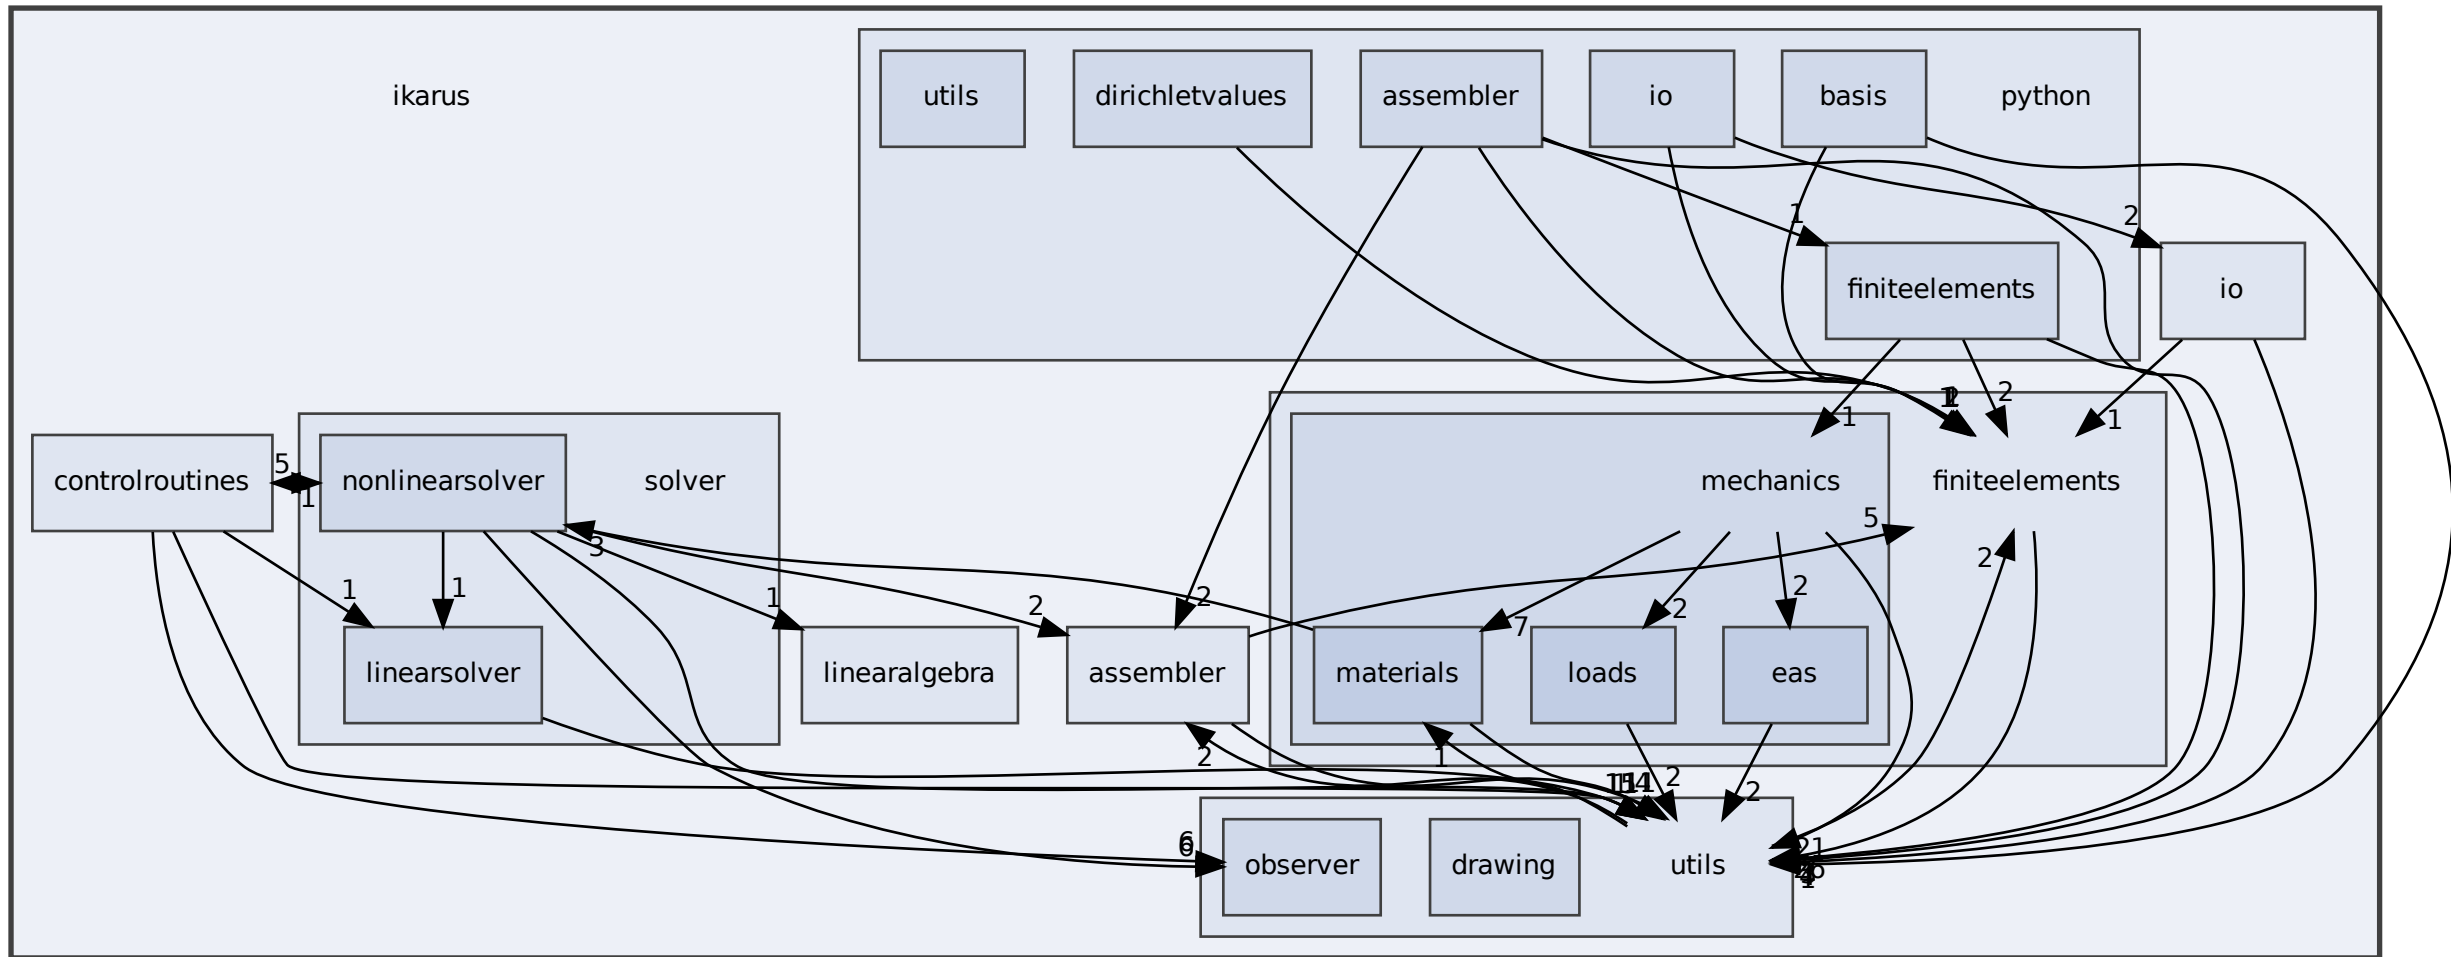 ikarus
utils
dirichletvalues
assembler
io
basis
python
1
2
finiteelements
io
2
1
1
controlroutines
5
1
nonlinearsolver
solver
mechanics
finiteelements
5
3
2
1
1
1
2
2
7
2
2
linearsolver
linearalgebra
assembler
materials
loads
eas
2
1
2
2
6
6
observer
drawing
utils